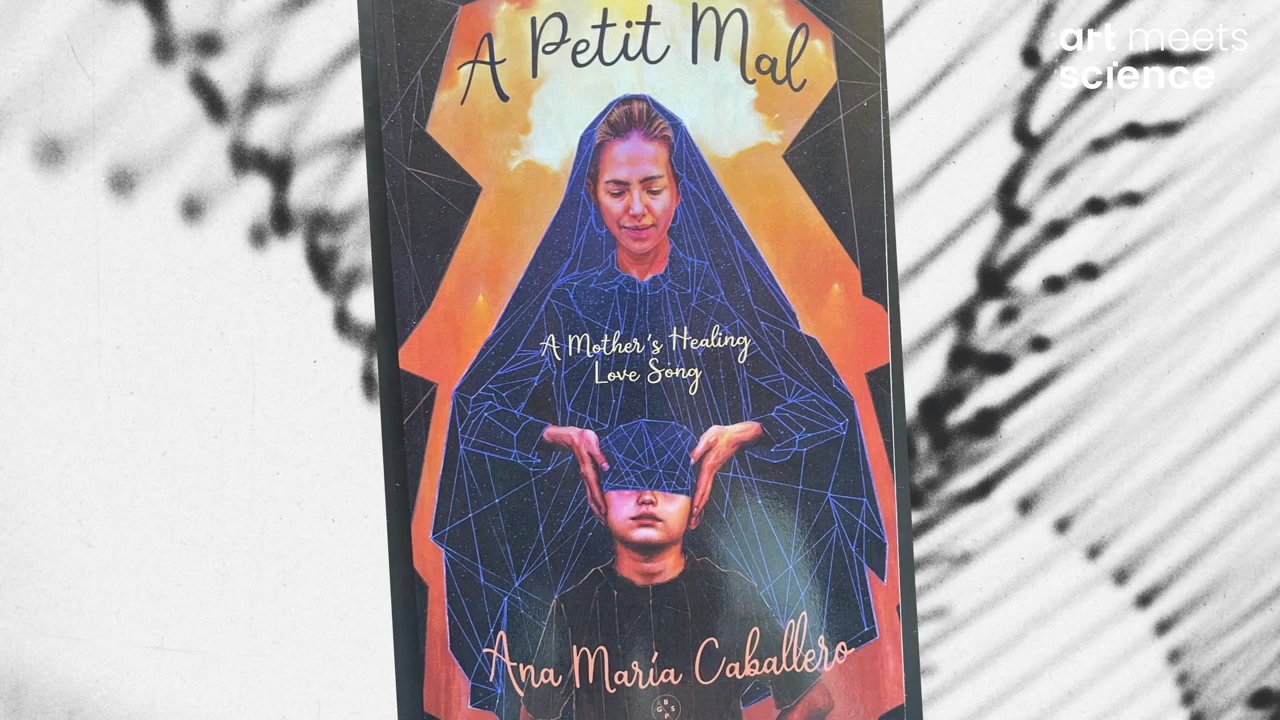 art meets
science
A Petit Mal
A Mother's Healing
Love Song
Ana María Caballero
B
G S
P